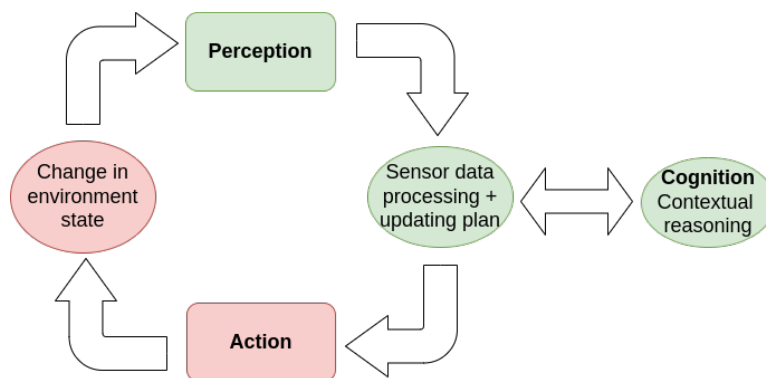 Perception
Change in
environment
state
Sensor data
processing +
updating plan
Cognition
Contextual
reasoning
Action